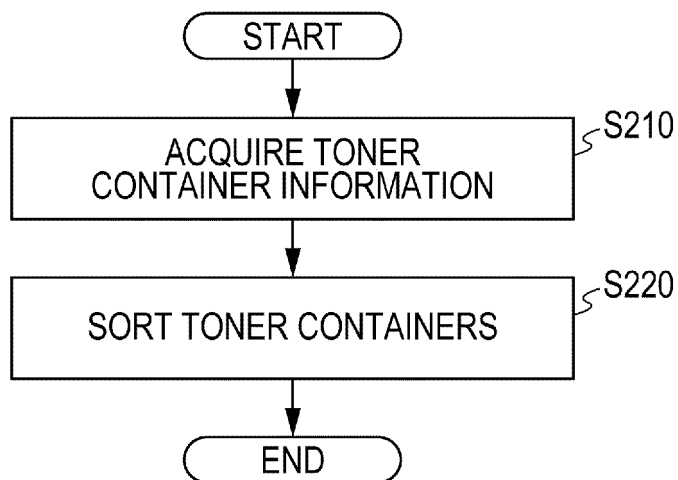 START
ACQUIRE TONER
CONTAINER INFORMATION
S210
SORT TONER CONTAINERS
S220
END